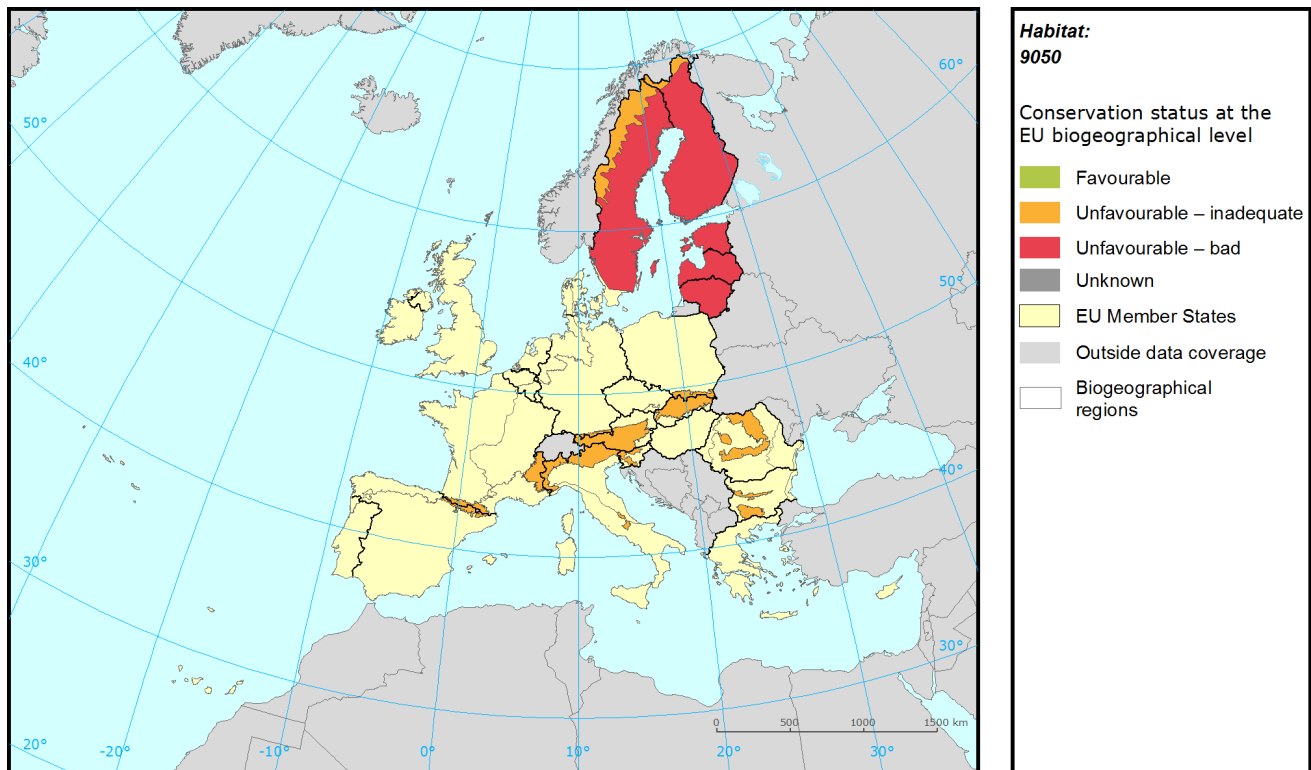 Habitat:
9050
Conservation status at the
EU biogeographical level
Favourable
Unfavourable – inadequate
Unfavourable – bad
Unknown
EU Member States
Outside data coverage
Biogeographical
regions
60°
50°
50°
40°
40°
30°
30°
20°
-20°
-10°
0°
10°
20°
30°
0
500
1000
1500 km